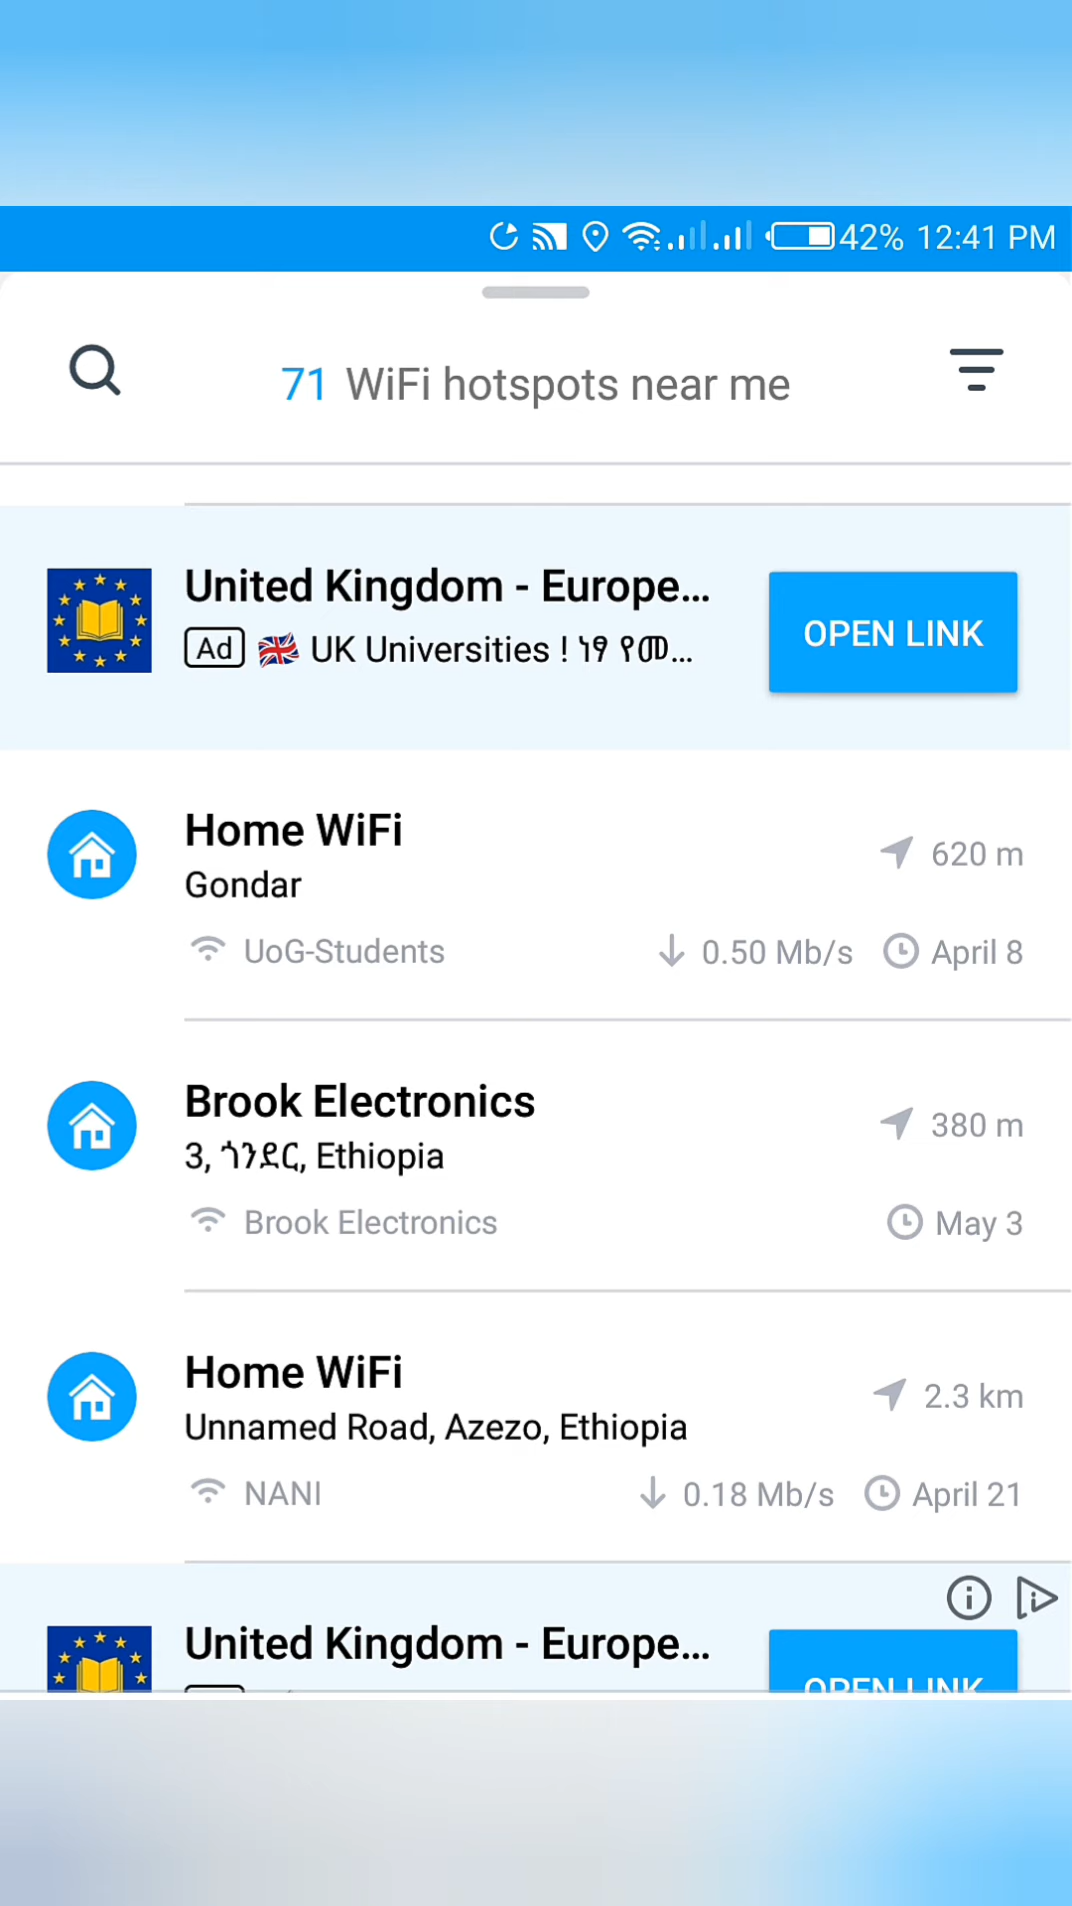 42% 12:41 PM
71 WiFi hotspots near me
United Kingdom - Europe...
Ad 🇬🇧 UK Universities ! ነፃ የመ...
OPEN LINK
Home WiFi
620 m
Gondar
UoG-Students
0.50 Mb/s
April 8
Brook Electronics
380 m
3, ጎንደር, Ethiopia
Brook Electronics
May 3
Home WiFi
2.3 km
Unnamed Road, Azezo, Ethiopia
NANI
0.18 Mb/s
April 21
United Kingdom - Europe...
OPEN LINK